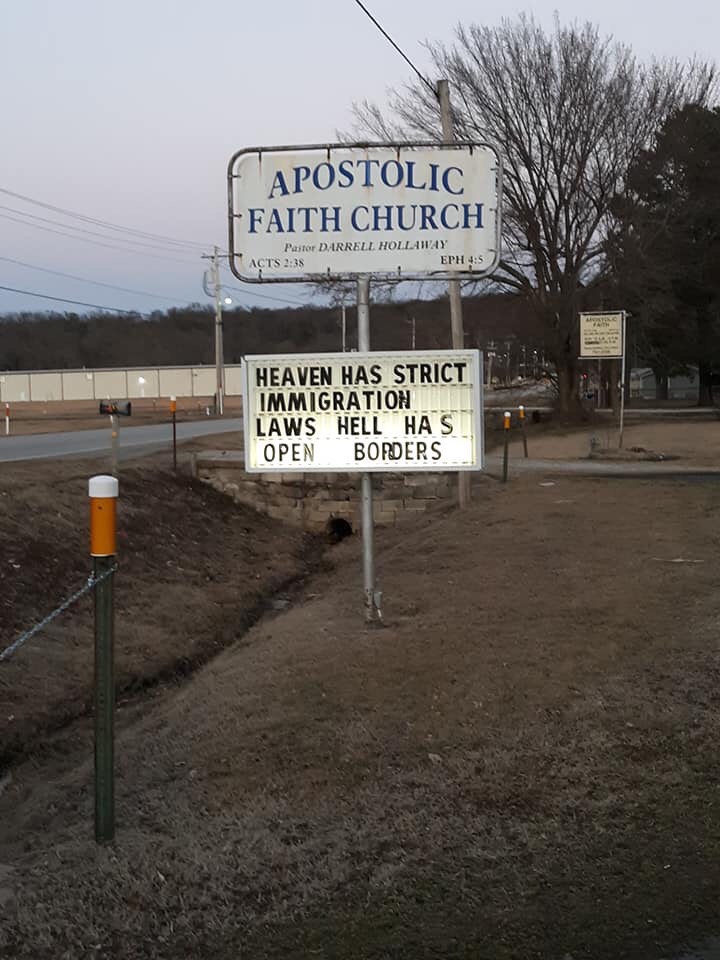 APOSTOLIC
FAITH CHURCH
Pastor DARRELL HOLLAWAY
ACTS 2:38 EPH 4:5
HEAVEN HAS STRICT
IMMIGRATION
LAWS HELL HAS
OPEN BORDERS
APOSTOLIC
FAITH